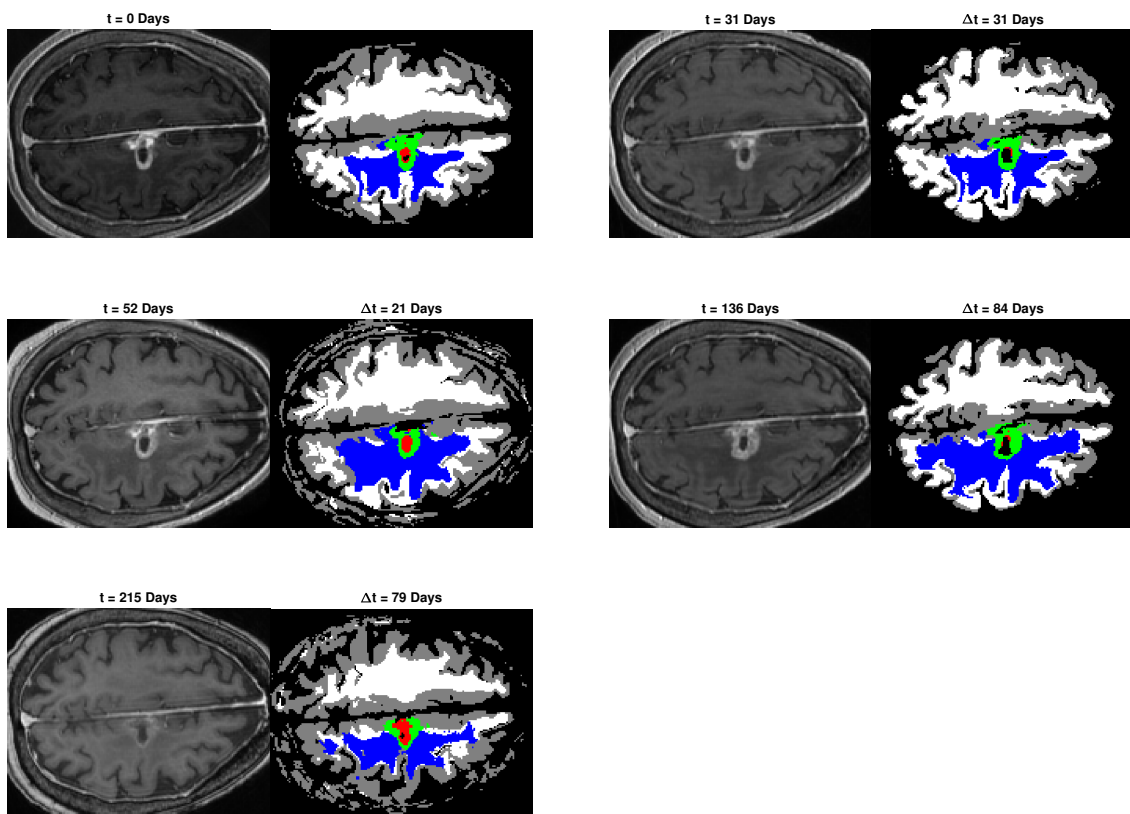 t = 0 Days
t = 31 Days
Δt = 31 Days
t = 52 Days
Δt = 21 Days
t = 136 Days
Δt = 84 Days
t = 215 Days
Δt = 79 Days